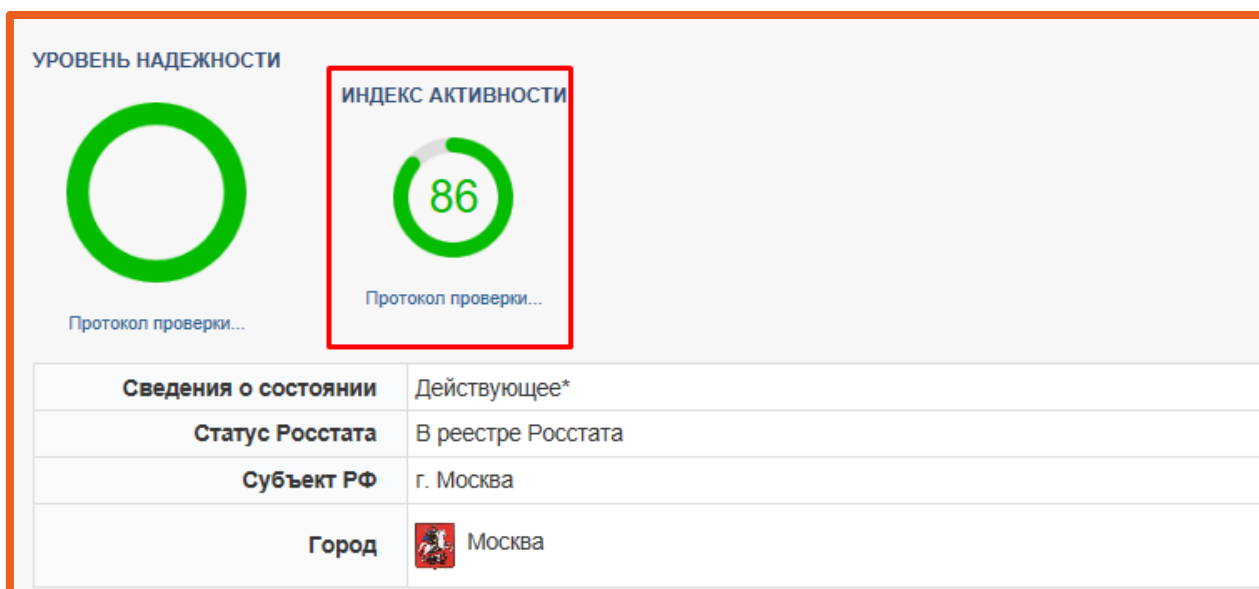 УРОВЕНЬ НАДЕЖНОСТИ
ИНДЕКС АКТИВНОСТИ
86
Протокол проверки...
Протокол проверки...
Сведения о состоянии Действующее*
Статус Росстата В реестре Росстата
Субъект РФ г. Москва
Город Москва